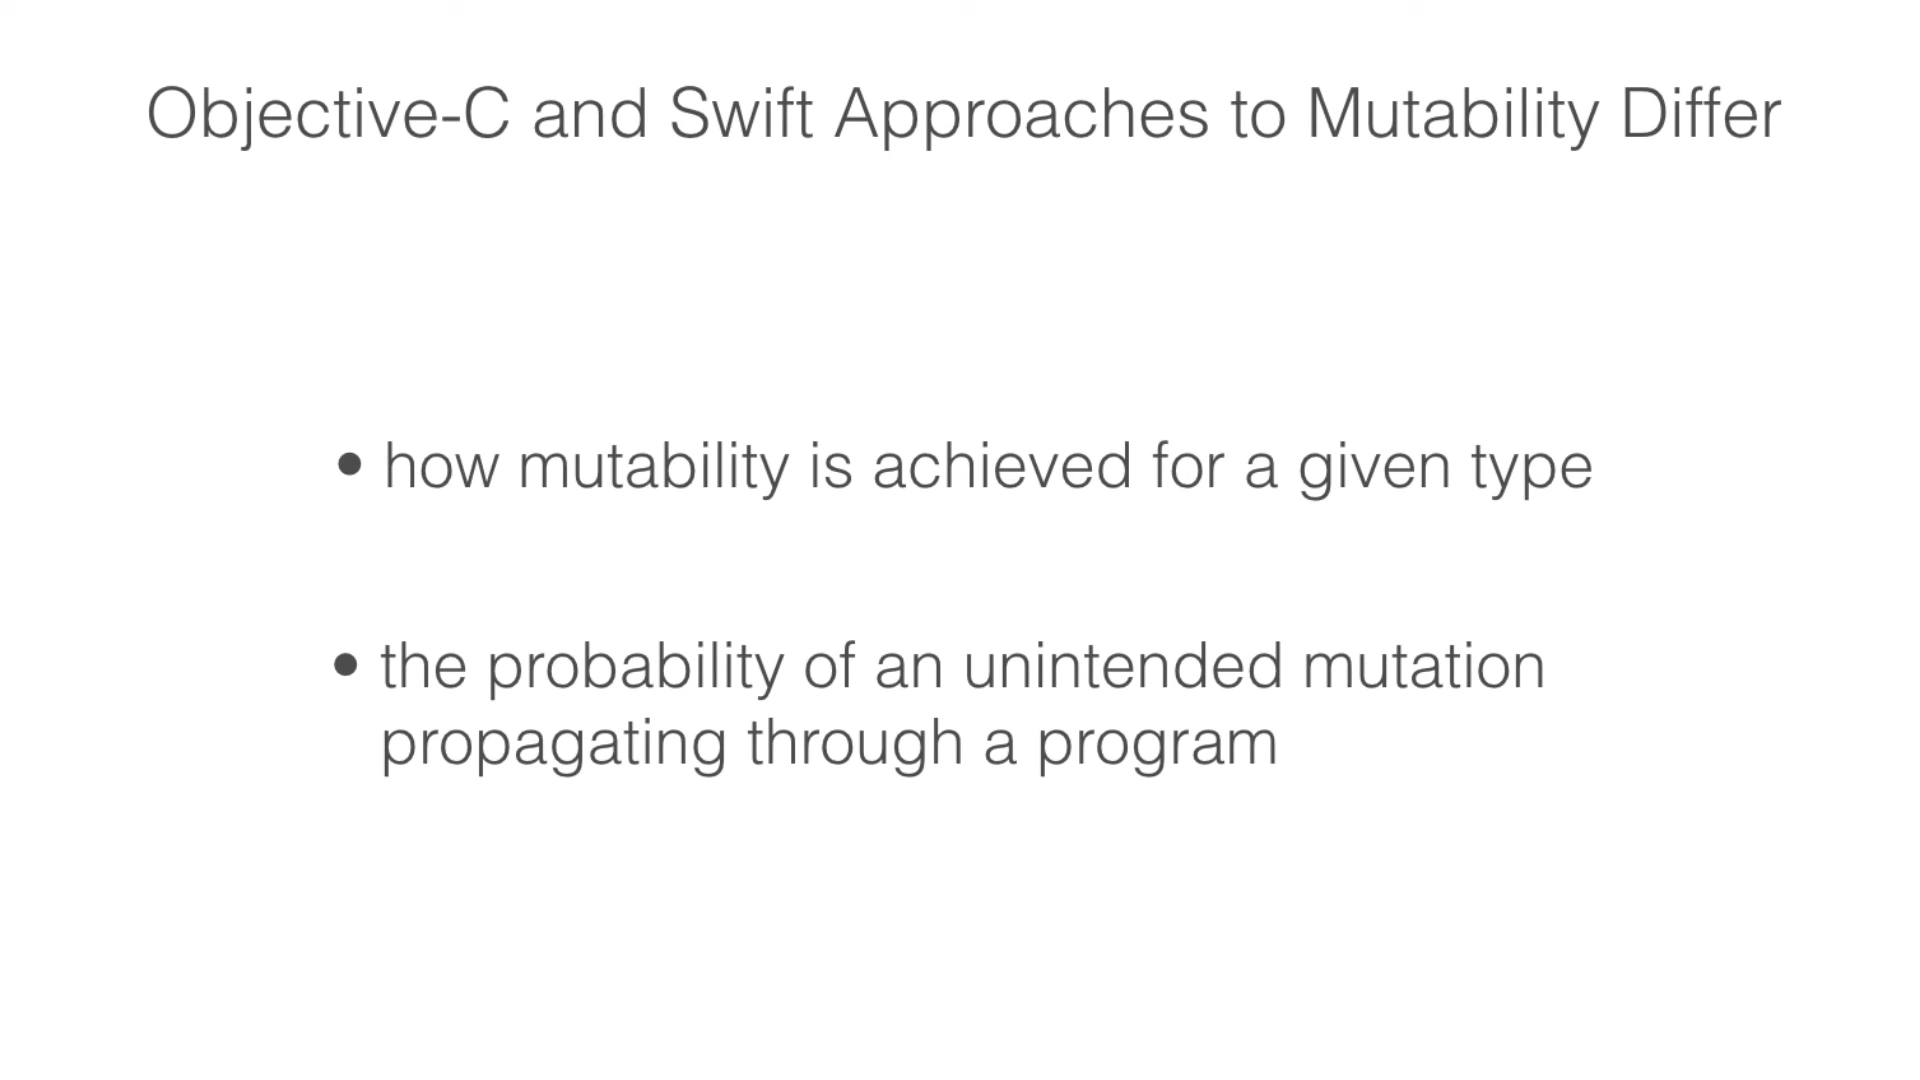 Objective-C and Swift Approaches to Mutability Differ
• how mutability is achieved for a given type
• the probability of an unintended mutation
propagating through a program